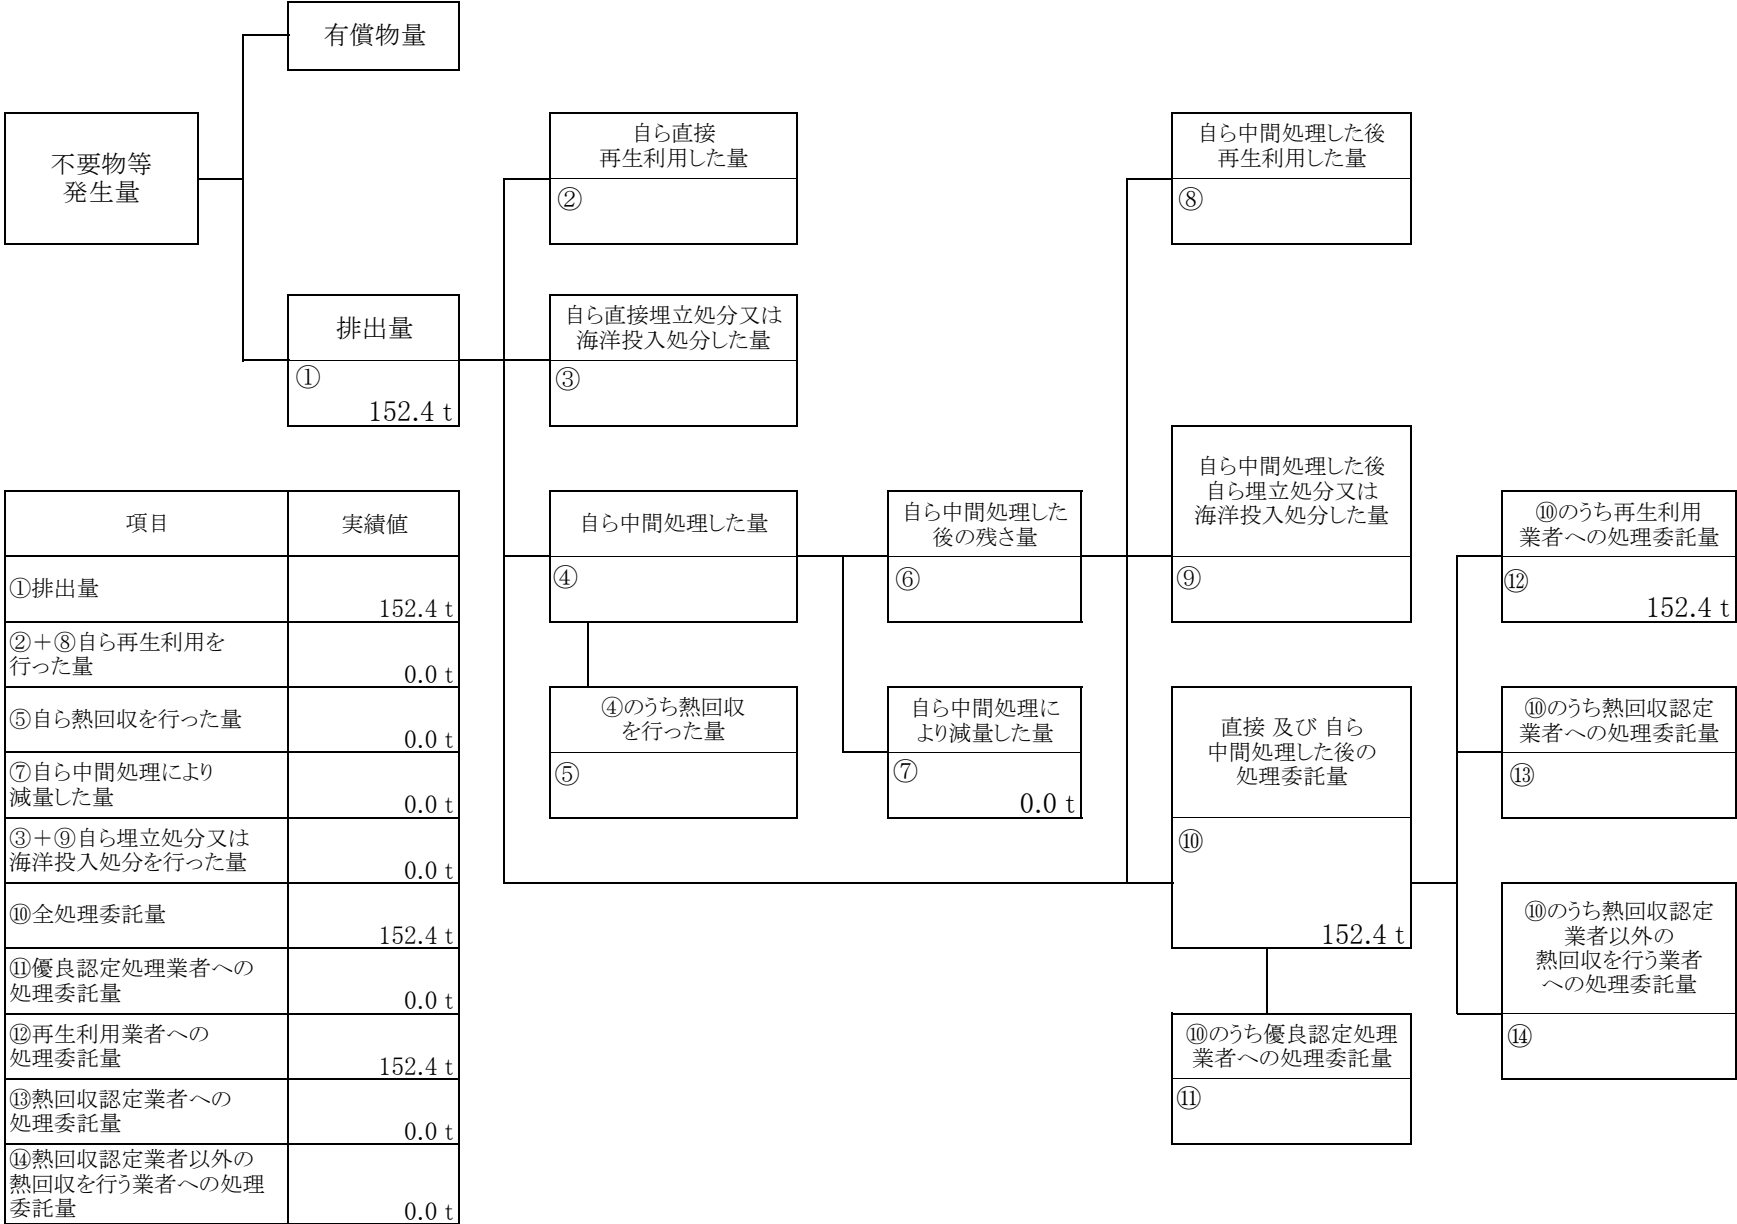 有償物量
不要物等
発生量
自ら直接
再生利用した量
②
自ら中間処理した後
再生利用した量
⑧
排出量
①
152.4 t
自ら直接埋立処分又は
海洋投入処分した量
③
自ら中間処理した量
④
自ら中間処理した
後の残さ量
⑥
自ら中間処理した後
自ら埋立処分又は
海洋投入処分した量
⑨
⑩のうち再生利用
業者への処理委託量
⑫
152.4 t
④のうち熱回収
を行った量
⑤
自ら中間処理に
より減量した量
⑦
0.0 t
直接 及び 自ら
中間処理した後の
処理委託量
⑩
152.4 t
⑩のうち熱回収認定
業者への処理委託量
⑬
⑩のうち熱回収認定
業者以外の
熱回収を行う業者
への処理委託量
⑭
⑩のうち優良認定処理
業者への処理委託量
⑪
項目 実績値
①排出量
152.4 t
②＋⑧自ら再生利用を
行った量
0.0 t
⑤自ら熱回収を行った量
0.0 t
⑦自ら中間処理により
減量した量
0.0 t
③＋⑨自ら埋立処分又は
海洋投入処分を行った量
0.0 t
⑩全処理委託量
152.4 t
⑪優良認定処理業者への
処理委託量
0.0 t
⑫再生利用業者への
処理委託量
152.4 t
⑬熱回収認定業者への
処理委託量
0.0 t
⑭熱回収認定業者以外の
熱回収を行う業者への処理
委託量
0.0 t